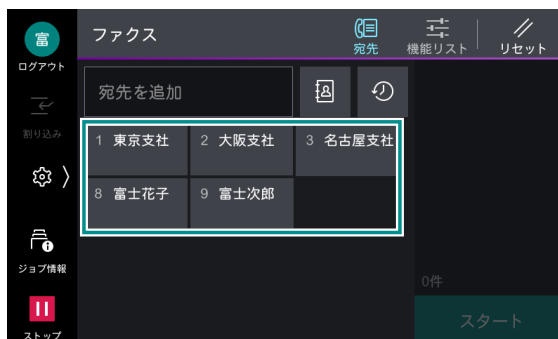 富
ログアウト
割り込み
ジョブ情報
ストップ
ファクス
宛先
機能リスト
リセット
宛先を追加
1 東京支社
2 大阪支社
3 名古屋支社
8 富士花子
9 富士次郎
0件
スタート